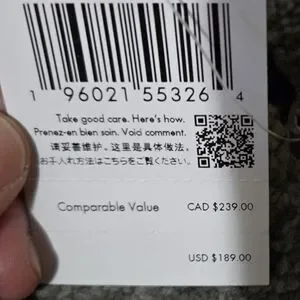 1 96021 55326 4
Take good care. Here's how.
Prenez-en bien soin. Void comment.
请妥善维护。这里是具体做法。
お手入れ方法はこちらをご覧ください。
Comparable Value CAD $239.00
USD $189.00